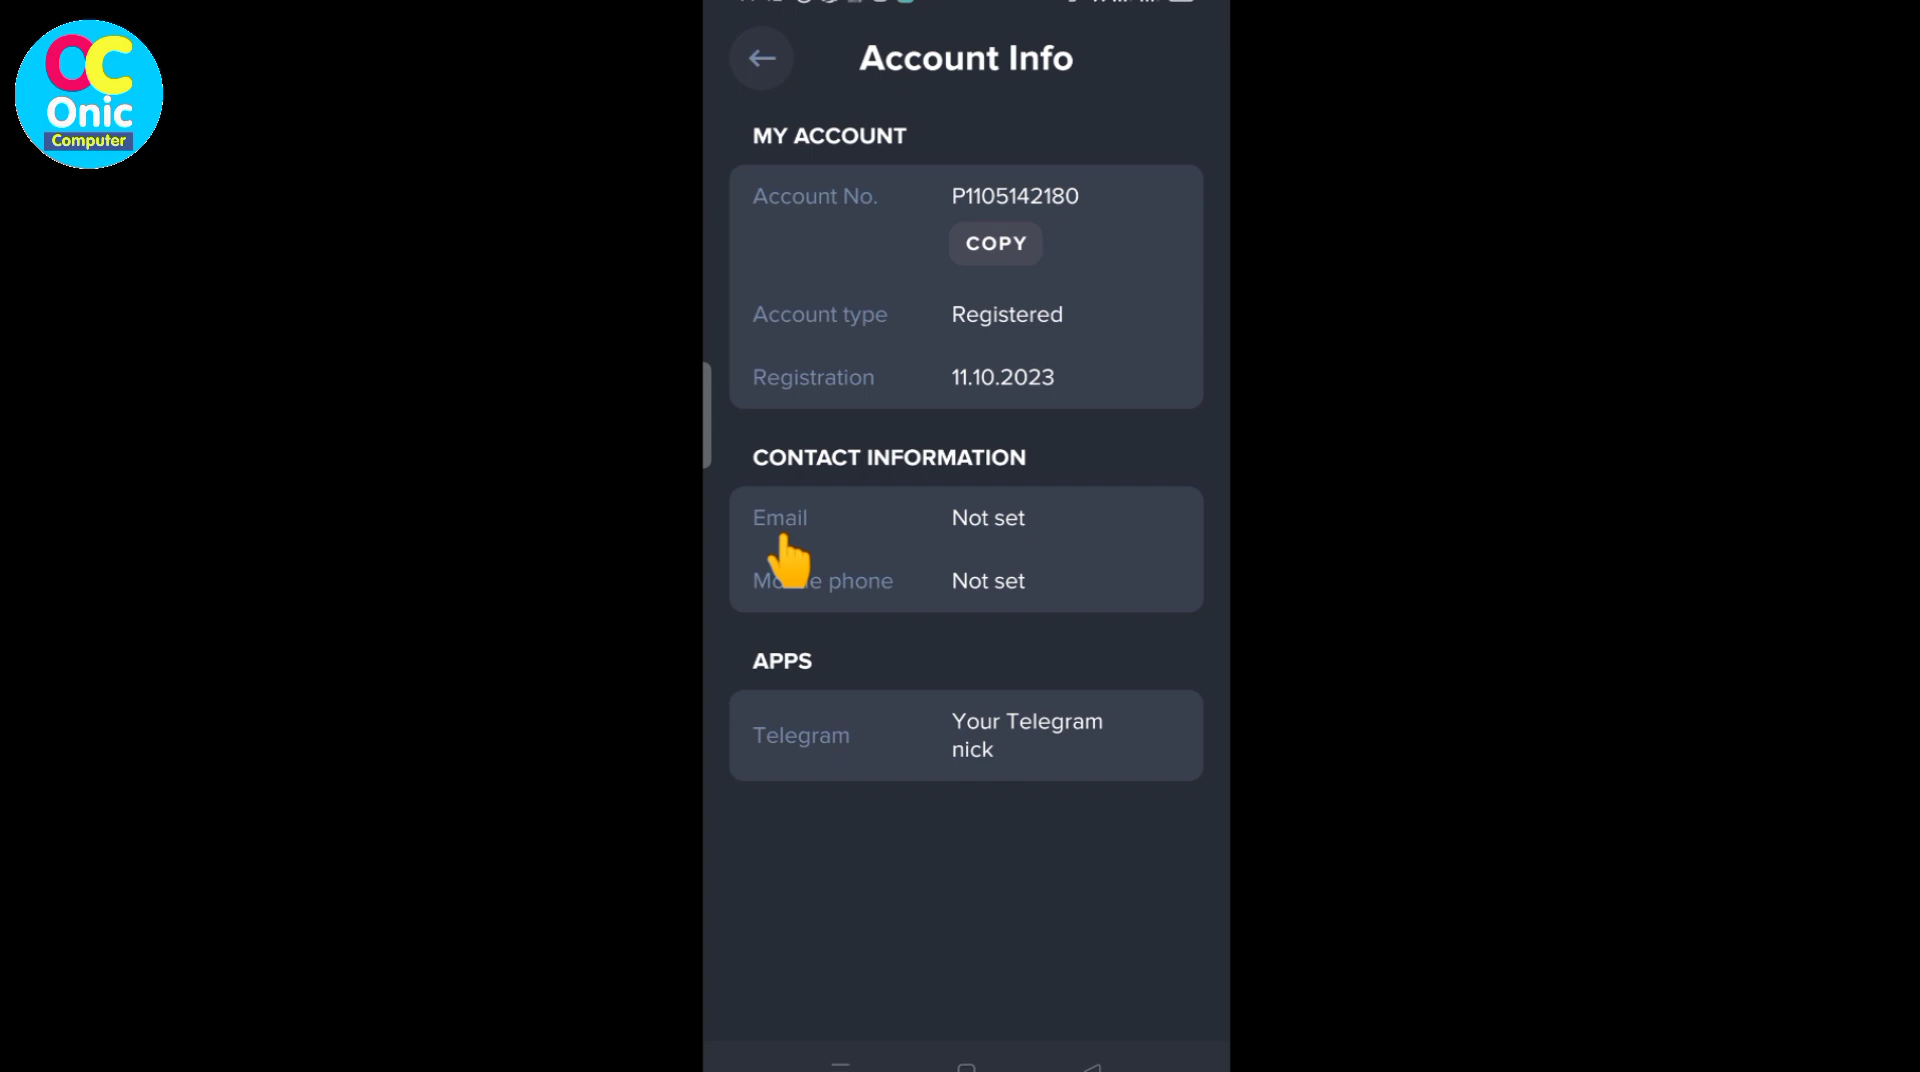 OC
Onic
Computer
Account Info
MY ACCOUNT
Account No. P1105142180
COPY
Account type Registered
Registration 11.10.2023
CONTACT INFORMATION
Email Not set
phone Not set
APPS
Telegram Your Telegram
nick